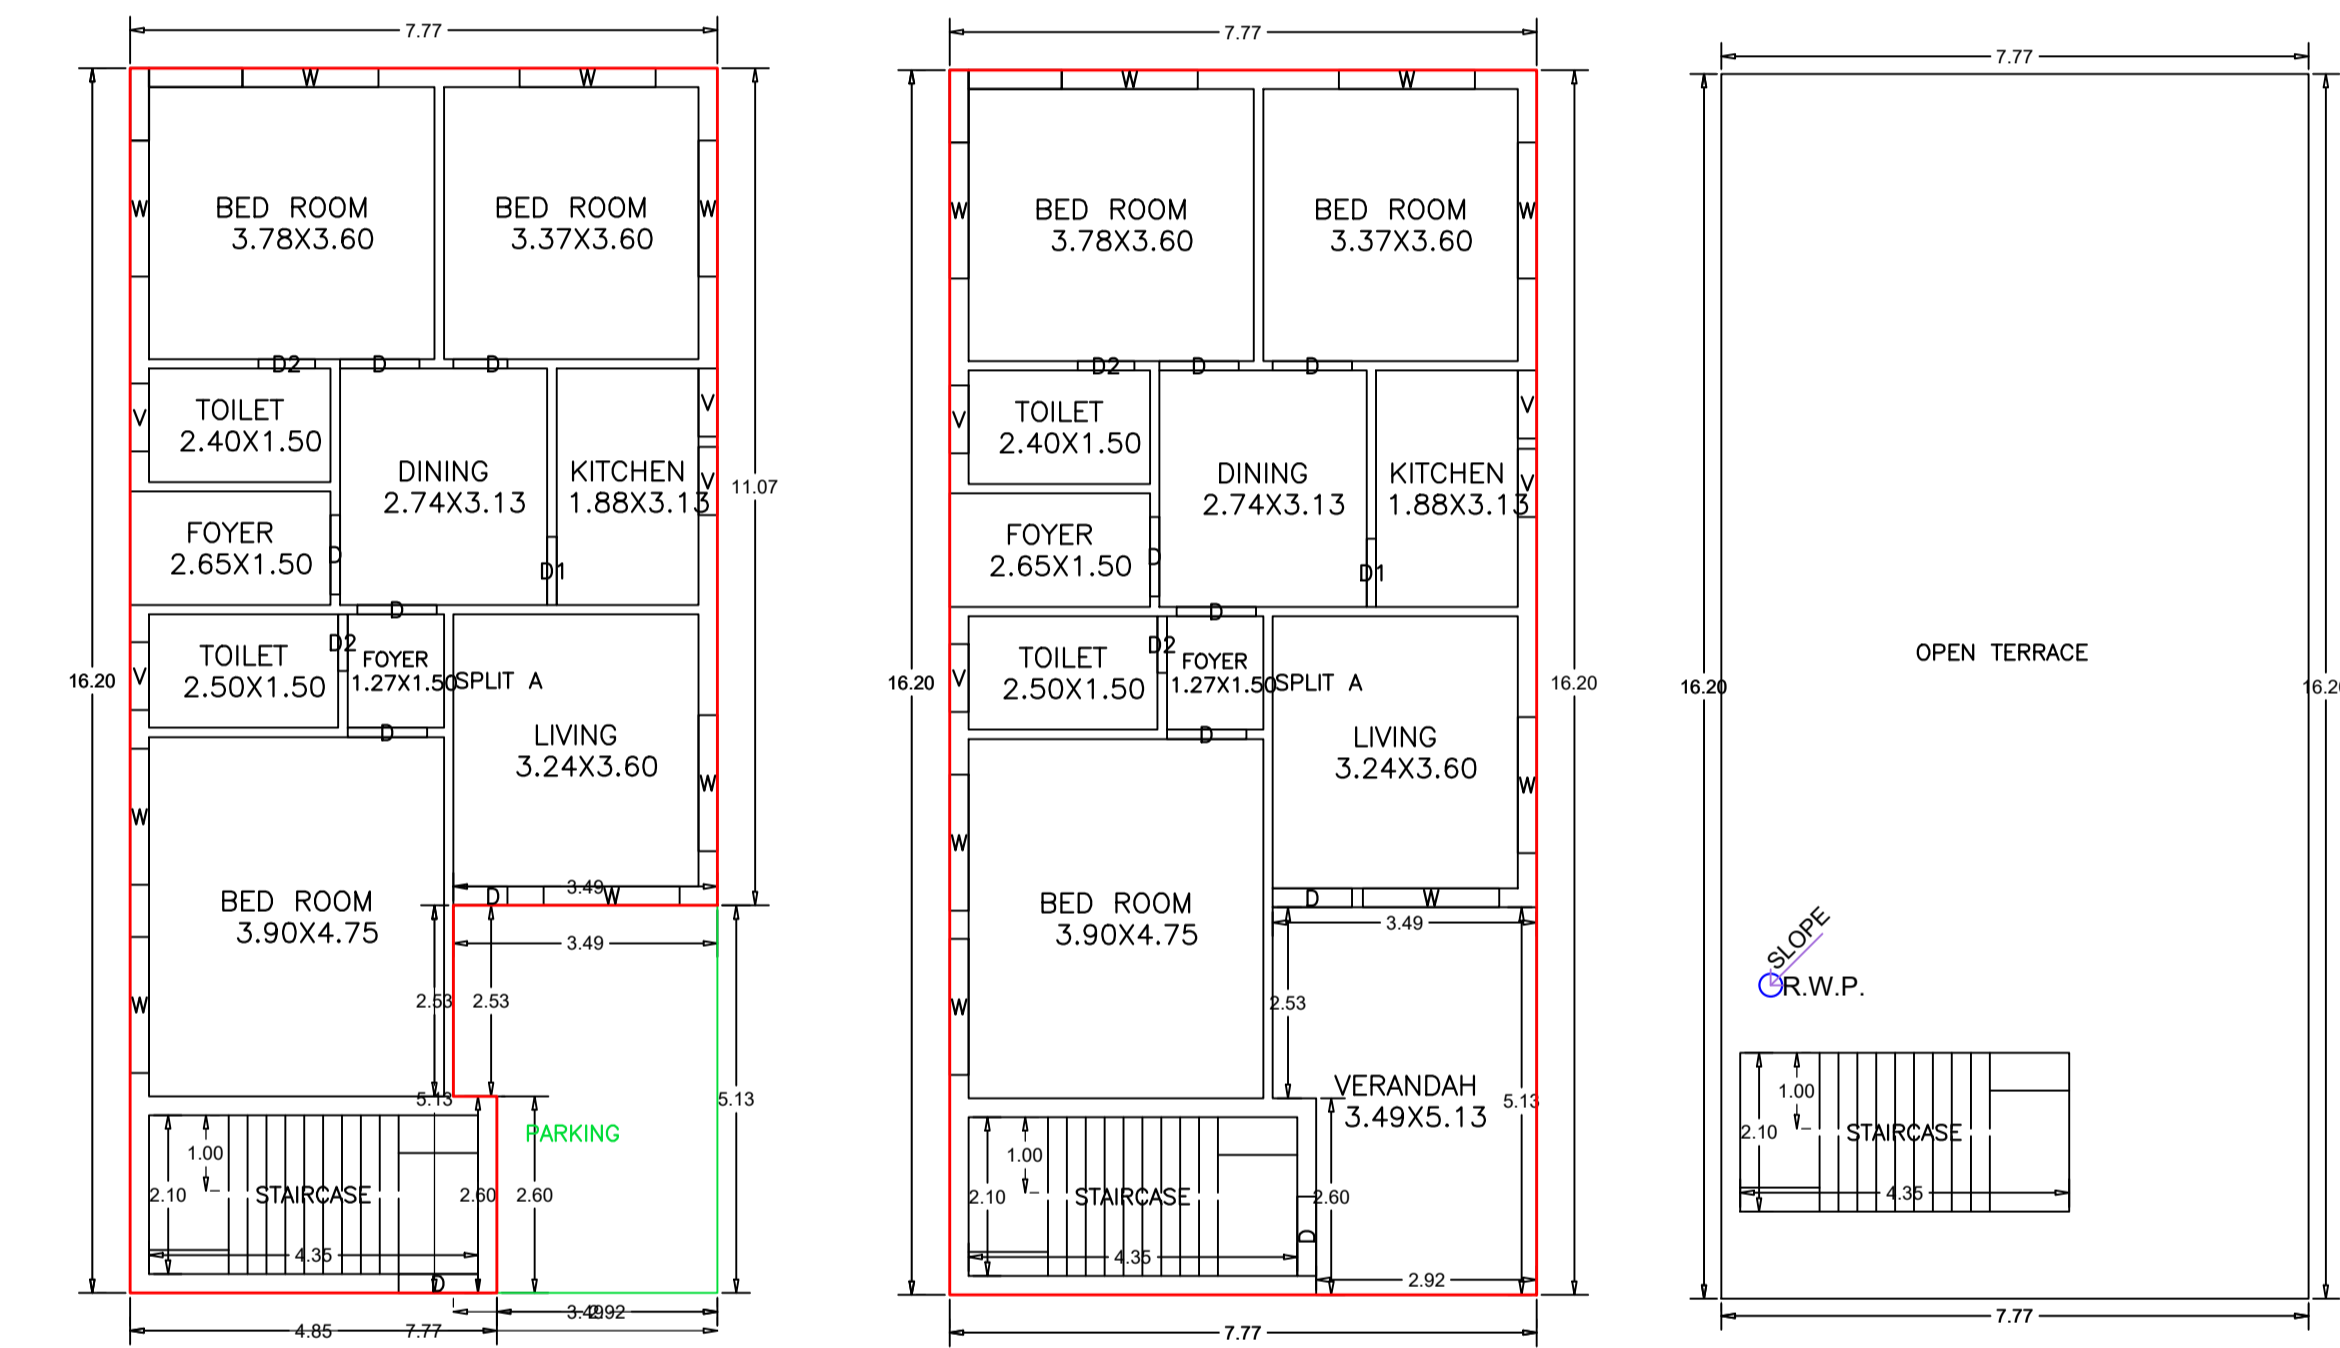 7.77
W
W
W
BED ROOM
3.78X3.60
BED ROOM
3.37X3.60
W
D2
D
D
V
TOILET
2.40X1.50
DINING
2.74X3.13
KITCHEN
1.88X3.13
V
V
11.07
FOYER
2.65X1.50
D
D1
D
16.20
V
TOILET
2.50X1.50
D2
FOYER
1.27X1.50
SPLIT A
D
LIVING
3.24X3.60
W
W
BED ROOM
3.90X4.75
D
3.49
W
3.49
W
2.53
2.53
5.13
5.13
PARKING
1.00
2.10
STAIRCASE
2.60
2.60
4.35
D
3.49
2.92
4.85
7.77
7.77
W
W
W
BED ROOM
3.78X3.60
BED ROOM
3.37X3.60
W
D2
D
D
V
TOILET
2.40X1.50
DINING
2.74X3.13
KITCHEN
1.88X3.13
V
V
FOYER
2.65X1.50
D
D1
D
16.20
V
TOILET
2.50X1.50
D2
FOYER
1.27X1.50
SPLIT A
16.20
D
LIVING
3.24X3.60
W
W
BED ROOM
3.90X4.75
D
W
3.49
W
2.53
VERANDAH
3.49X5.13
5.13
1.00
2.10
STAIRCASE
2.60
D
4.35
2.92
7.77
7.77
OPEN TERRACE
16.20
16.20
SLOPE
R.W.P.
1.00
2.10
STAIRCASE
4.35
7.77